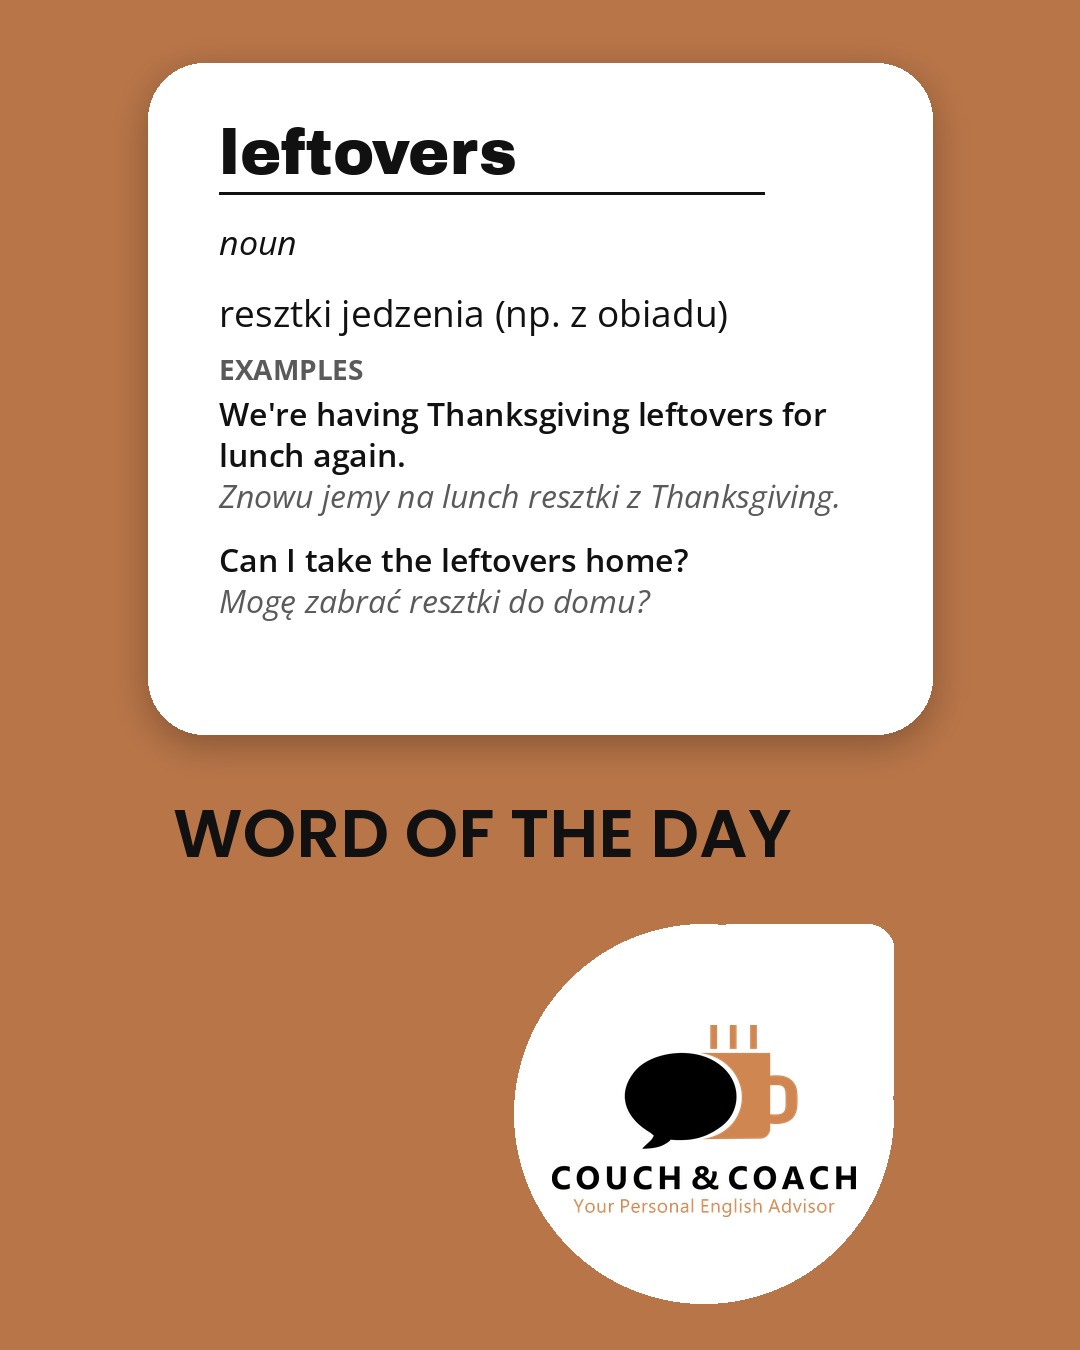 leftovers
noun
resztki jedzenia (np. z obiadu)
EXAMPLES
We're having Thanksgiving leftovers for
lunch again.
Znowu jemy na lunch resztki z Thanksgiving.
Can I take the leftovers home?
Mogę zabrać resztki do domu?
WORD OF THE DAY
COUCH & COACH
Your Personal English Advisor